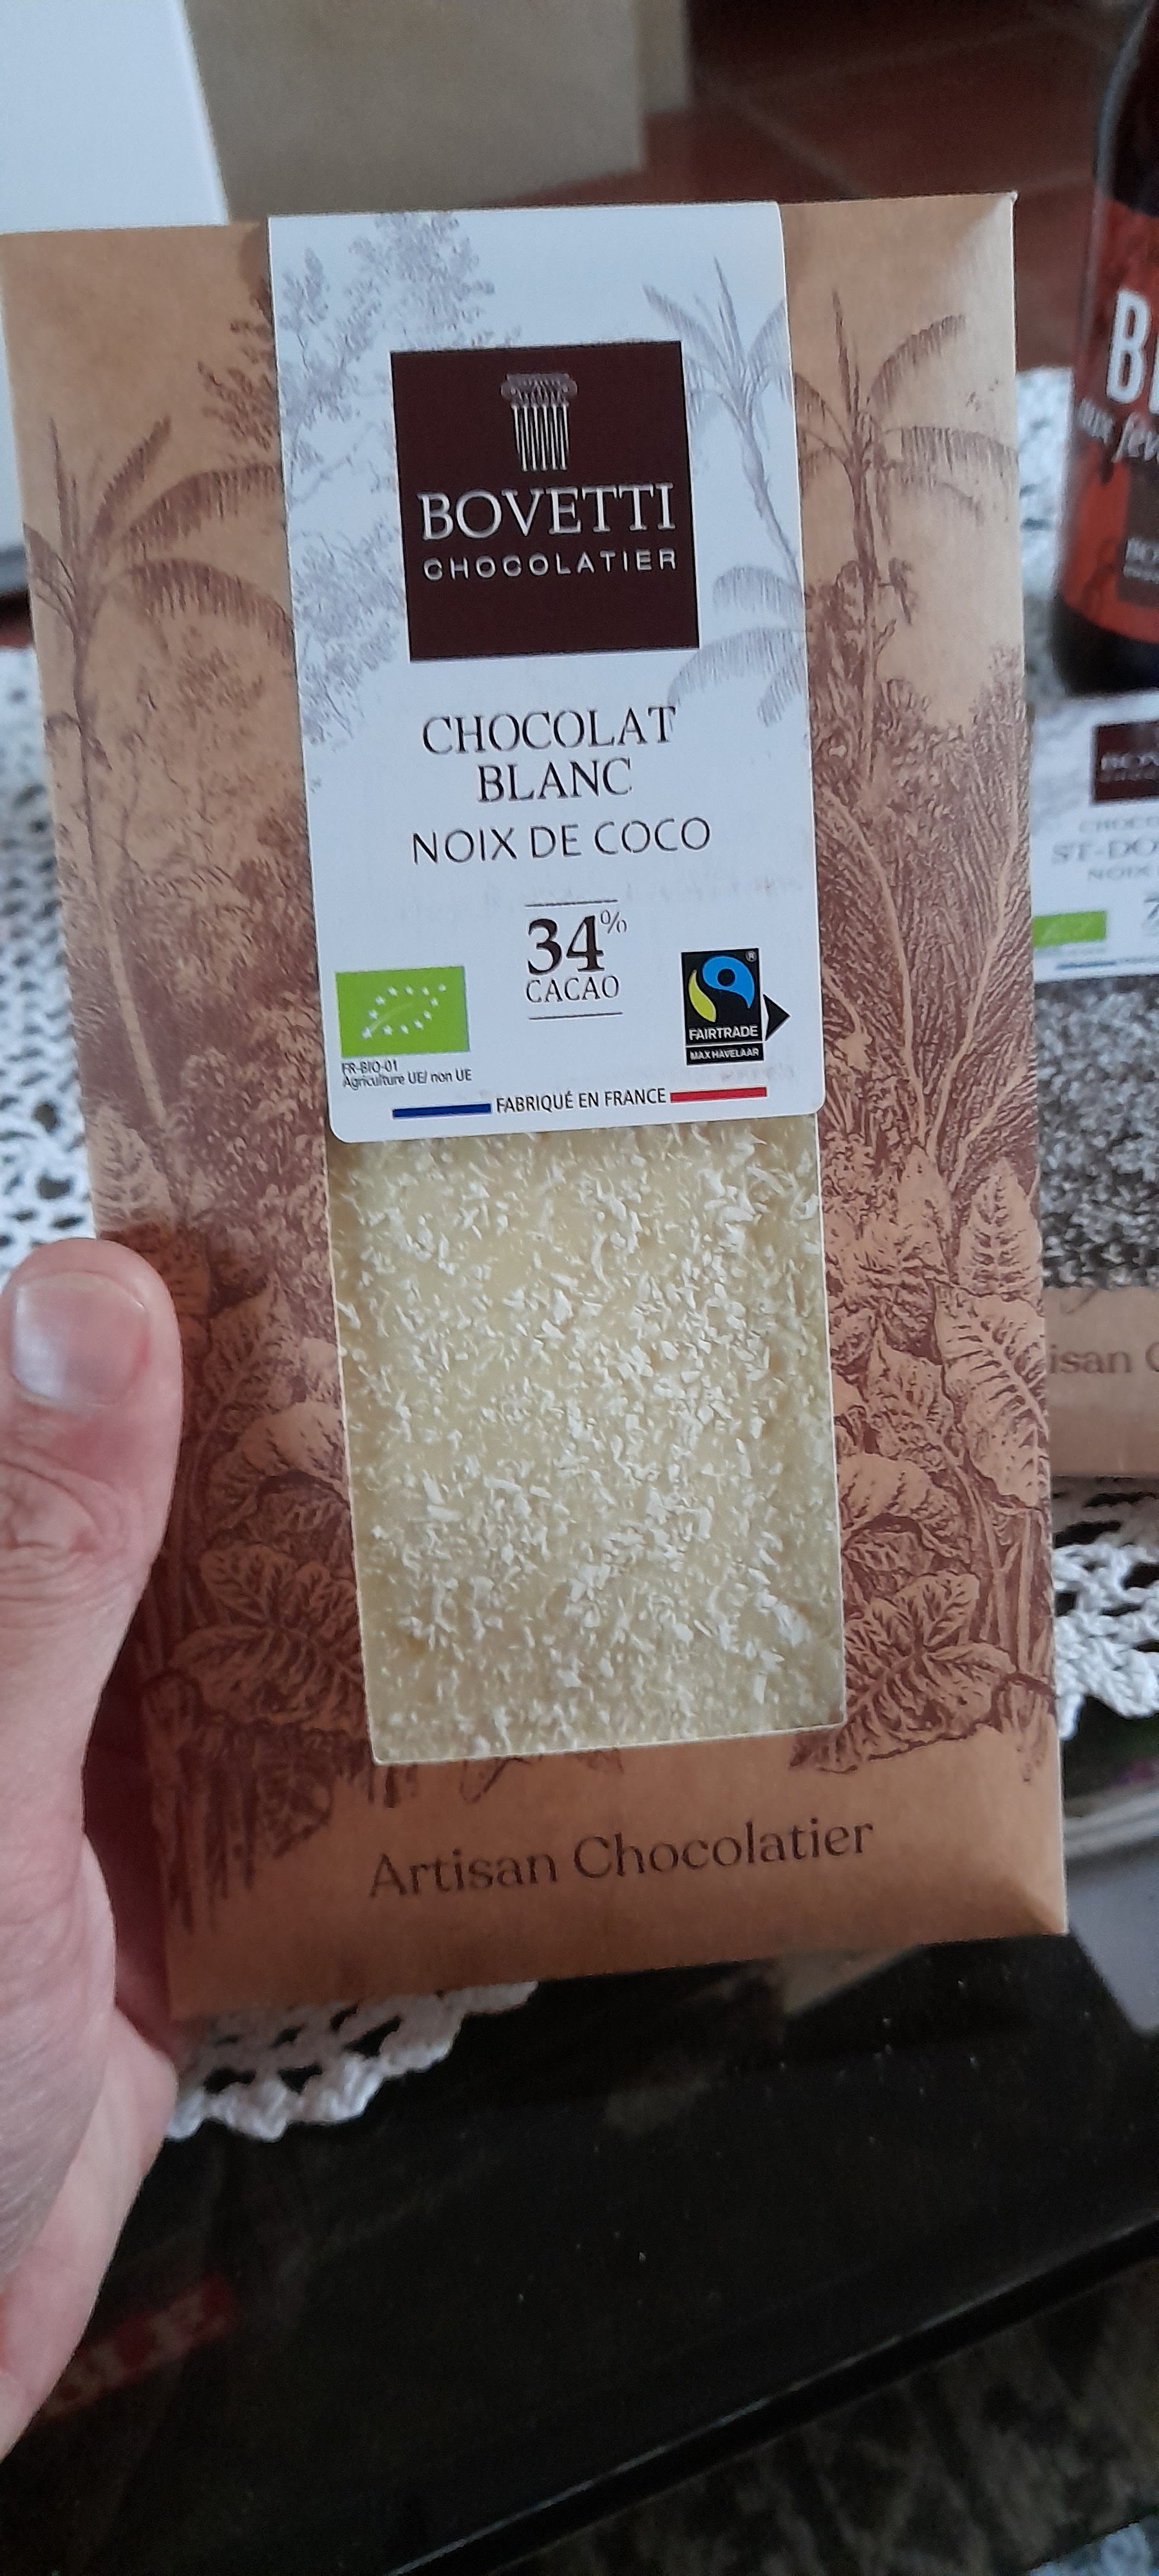 BOVETTI
CHOCOLATIER
CHOCOLAT
BLANC
NOIX DE COCO
34%
CACAO
FR-BIO-01
Agriculture UE/ non UE
®
FAIRTRADE
MAX HAVELAAR
FABRIQUÉ EN FRANCE
Artisan Chocolatier